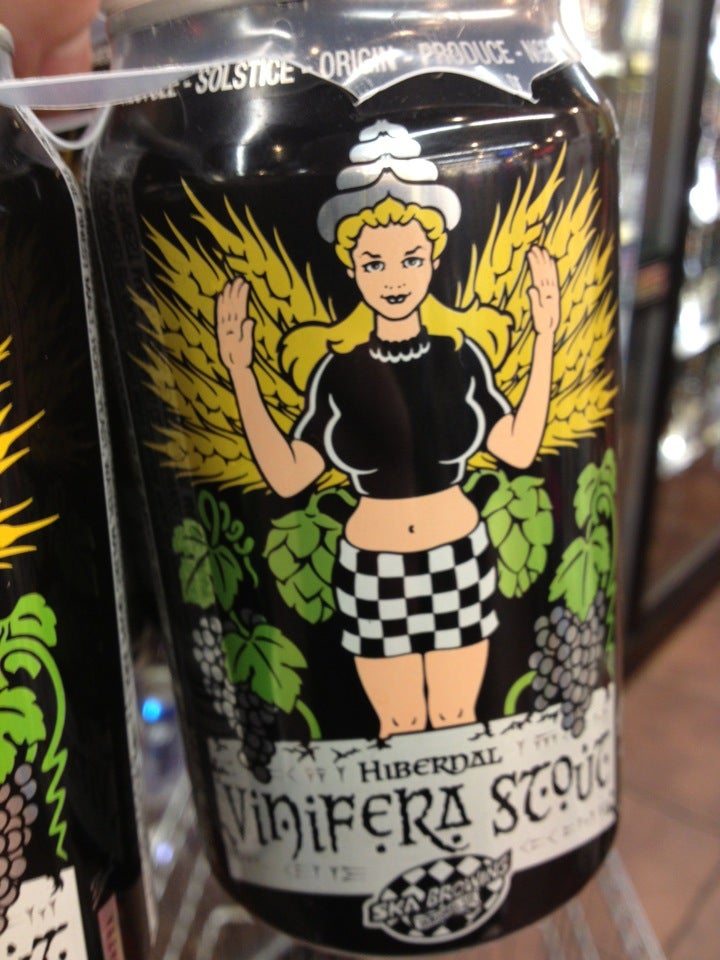 - SOLSTICE - ORIGIN - PRODUCE -
HIBERNAL
VINIFERA STOUT
SKA BREWING